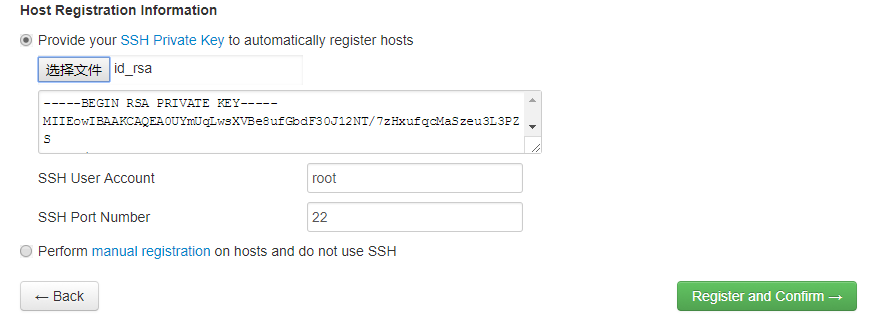 Host Registration Information
Provide your SSH Private Key to automatically register hosts
选择文件 id_rsa
-----BEGIN RSA PRIVATE KEY-----
MIIEowIBAAKCAQEA0UYmUqLwsXVBe8ufGbdF30J12NT/7zHxufqcMaSzeu3L3PZ
S
SSH User Account root
SSH Port Number 22
Perform manual registration on hosts and do not use SSH
← Back Register and Confirm →